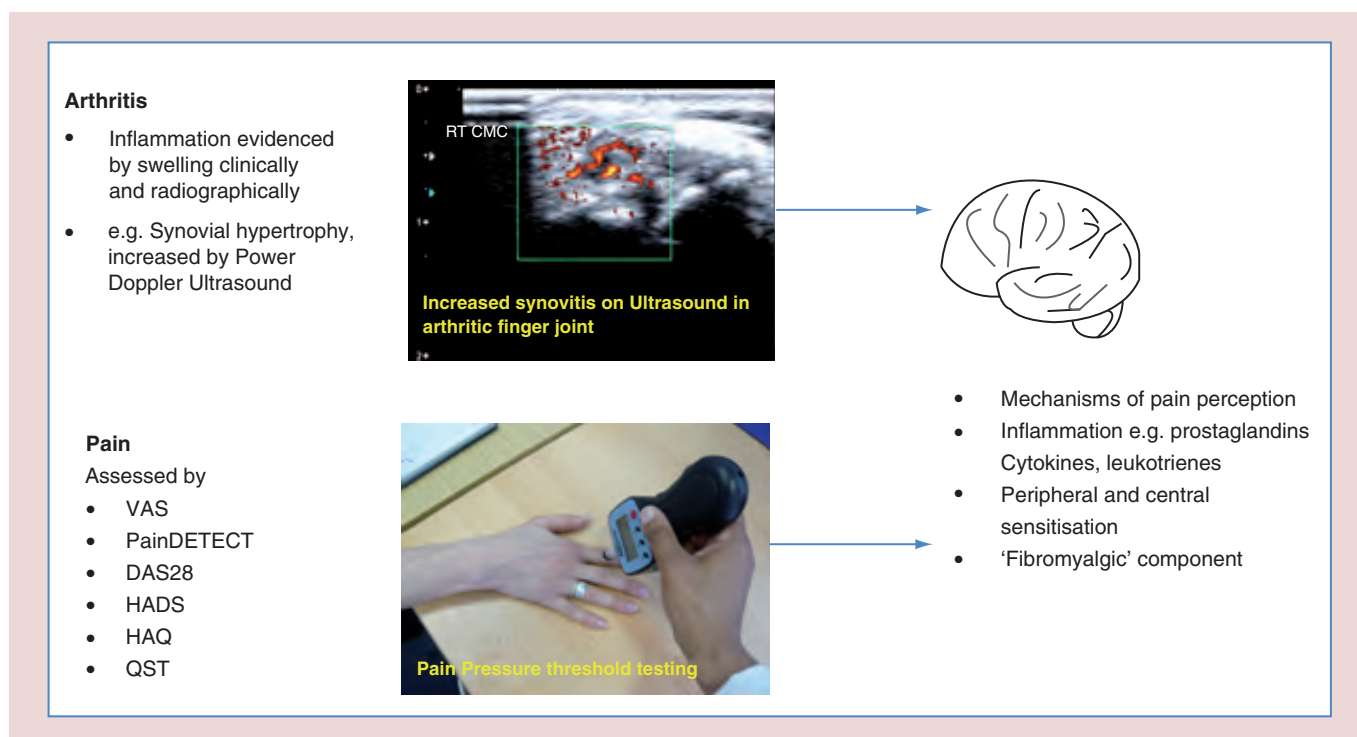 Arthritis
• Inflammation evidenced
by swelling clinically
and radiographically
• e.g. Synovial hypertrophy,
increased by Power
Doppler Ultrasound
RT CMC
Increased synovitis on Ultrasound in
arthritic finger joint
Pain
Assessed by
• VAS
• PainDETECT
• DAS28
• HADS
• HAQ
• QST
Pain Pressure threshold testing
• Mechanisms of pain perception
• Inflammation e.g. prostaglandins
Cytokines, leukotrienes
• Peripheral and central
sensitisation
• ‘Fibromyalgic’ component